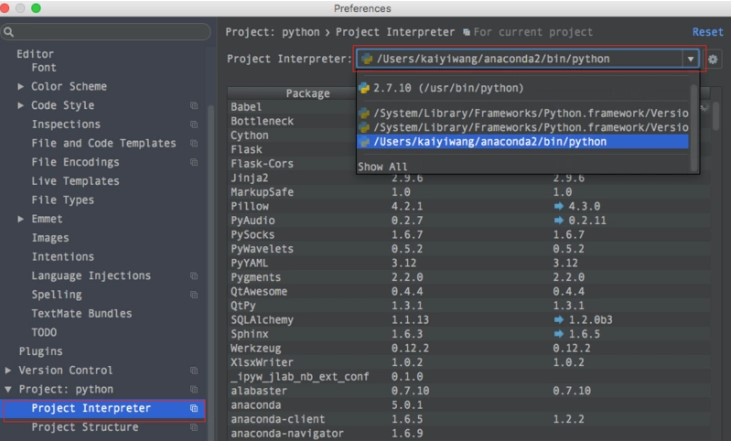 Preferences
Project: python › Project Interpreter For current project Reset
Editor
Font
Color Scheme
Code Style
Inspections
File and Code Templates
File Encodings
Live Templates
File Types
Emmet
Images
Intentions
Language Injections
Spelling
TextMate Bundles
TODO
Plugins
Version Control
Project: python
Project Interpreter
Project Structure
Project Interpreter: /Users/kaiyiwang/anaconda2/bin/python
2.7.10 (/usr/bin/python)
/System/Library/Frameworks/Python.framework/Versio
/System/Library/Frameworks/Python.framework/Versio
/Users/kaiyiwang/anaconda2/bin/python
Show All
Package
Babel
Bottleneck
Cython
Flask
Flask-Cors
Jinja2 2.9.6 2.9.6
MarkupSafe 1.0 1.0
Pillow 4.2.1 4.3.0
PyAudio 0.2.7 0.2.11
PySocks 1.6.7 1.6.7
PyWavelets 0.5.2 0.5.2
PyYAML 3.12 3.12
Pygments 2.2.0 2.2.0
QtAwesome 0.4.4 0.4.4
QtPy 1.3.1 1.3.1
SQLAlchemy 1.1.13 1.2.0b3
Sphinx 1.6.3 1.6.5
Werkzeug 0.12.2 0.12.2
XlsxWriter 1.0.2 1.0.2
_ipyw_jlab_nb_ext_conf 0.1.0
alabaster 0.7.10 0.7.10
anaconda 5.0.1
anaconda-client 1.6.5 1.2.2
anaconda-navigator 1.6.9